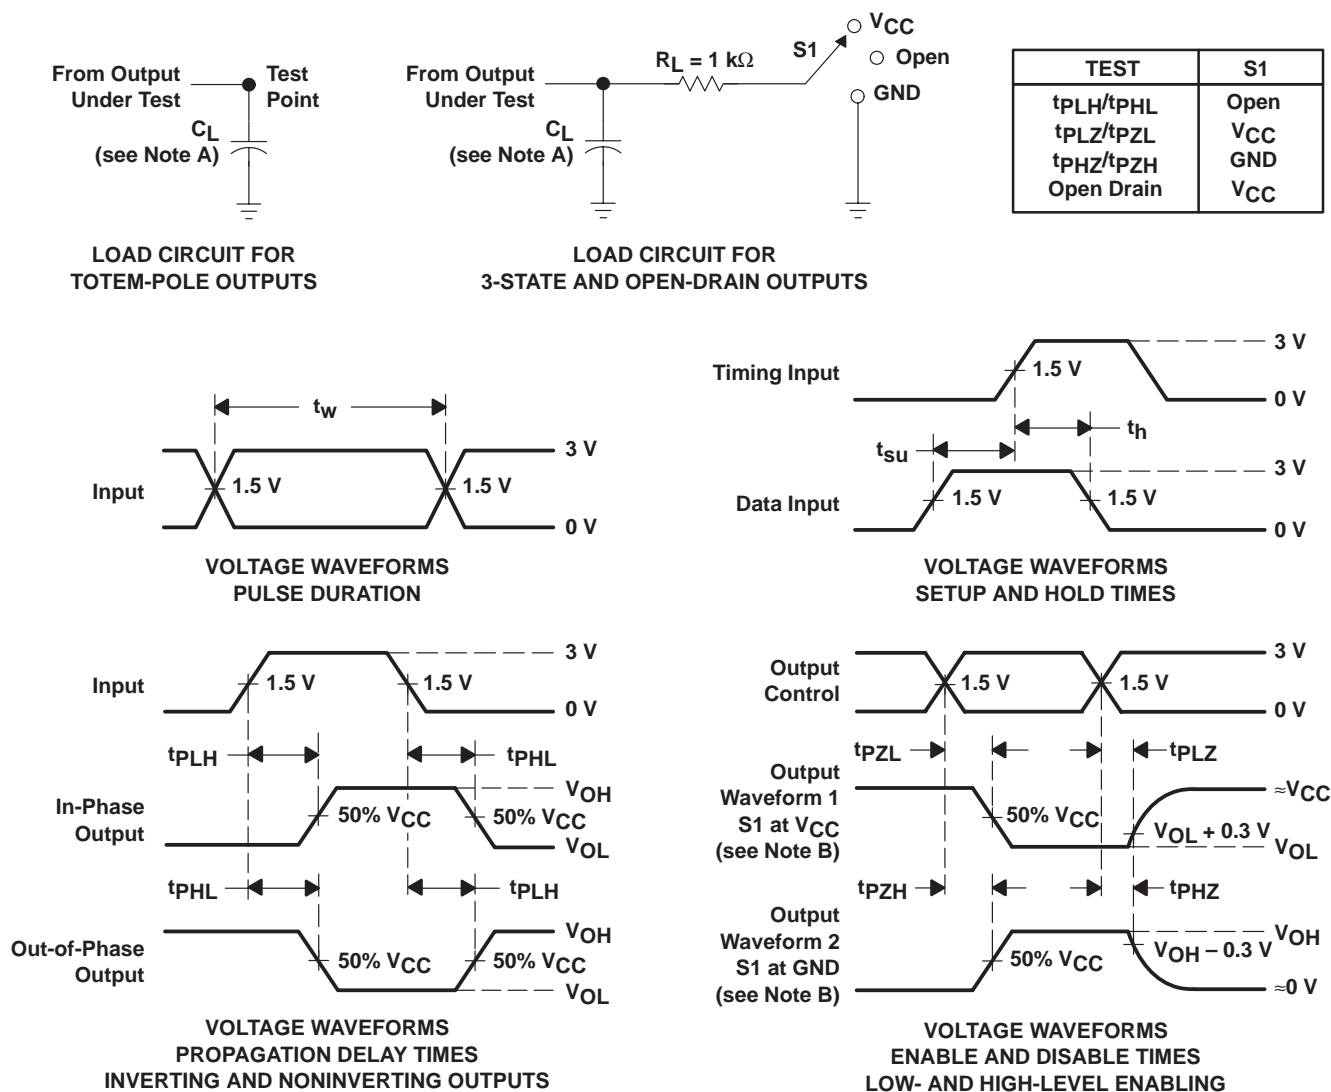 From Output
Under Test
Test
Point
CL
(see Note A)
LOAD CIRCUIT FOR
TOTEM-POLE OUTPUTS
From Output
Under Test
RL = 1 kΩ
S1
VCC
Open
GND
CL
(see Note A)
LOAD CIRCUIT FOR
3-STATE AND OPEN-DRAIN OUTPUTS
TEST S1
tPLH/tPHL Open
tPLZ/tPZL VCC
tPHZ/tPZH GND
Open Drain VCC
tw
Input
1.5 V
1.5 V
3 V
0 V
VOLTAGE WAVEFORMS
PULSE DURATION
Timing Input
1.5 V
3 V
0 V
tsu
th
Data Input
1.5 V
1.5 V
3 V
0 V
VOLTAGE WAVEFORMS
SETUP AND HOLD TIMES
Input
1.5 V
1.5 V
3 V
0 V
tPLH
tPHL
In-Phase
Output
50% VCC
50% VCC
VOH
VOL
tPHL
tPLH
Out-of-Phase
Output
50% VCC
50% VCC
VOH
VOL
VOLTAGE WAVEFORMS
PROPAGATION DELAY TIMES
INVERTING AND NONINVERTING OUTPUTS
Output
Control
1.5 V
1.5 V
3 V
0 V
tPZL
tPLZ
Output
Waveform 1
S1 at VCC
(see Note B)
50% VCC
VOL + 0.3 V
≈VCC
VOL
tPZH
tPHZ
Output
Waveform 2
S1 at GND
(see Note B)
50% VCC
VOH − 0.3 V
VOH
≈0 V
VOLTAGE WAVEFORMS
ENABLE AND DISABLE TIMES
LOW- AND HIGH-LEVEL ENABLING